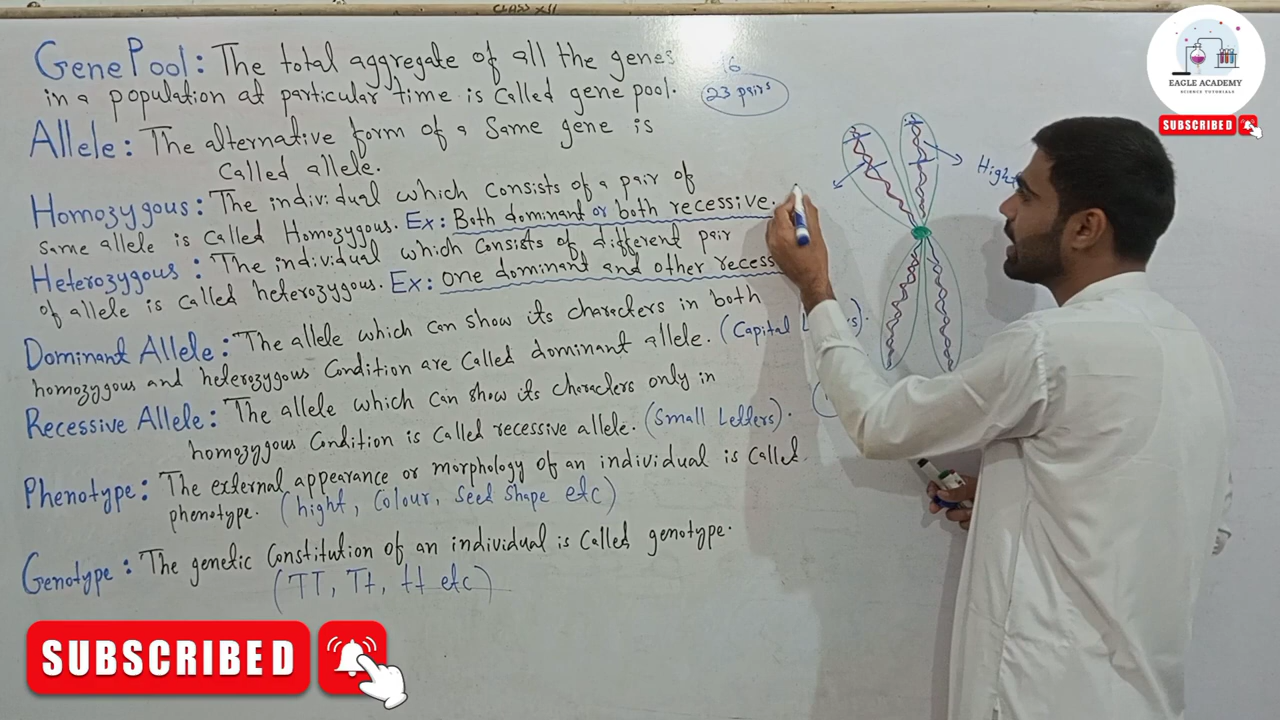 CLASS XII
Gene Pool: The total aggregate of all the genes
in a population at particular time is called gene pool.
16
23 pairs
Allele: The alternative form of a same gene is
called allele.
Homozygous: The individual which consists of a pair of
same allele is called Homozygous. Ex: Both dominant or both recessive.
Heterozygous: The individual which consists of different pair
of allele is called heterozygous. Ex: one dominant and other recess
Dominant Allele: The allele which can show its characters in both
homozygous and heterozygous Condition are called dominant allele. (Capital
Recessive Allele: The allele which can show its characters only in
homozygous Condition is called recessive allele. (Small Letters).
Phenotype: The external appearance or morphology of an individual is called
phenotype. (hight, Colour, seed shape etc)
Genotype: The genetic constitution of an individual is called genotype.
(TT, Tt, tt etc)
Hight
EAGLE ACADEMY
SCIENCE TUTORIALS
SUBSCRIBED
SUBSCRIBED